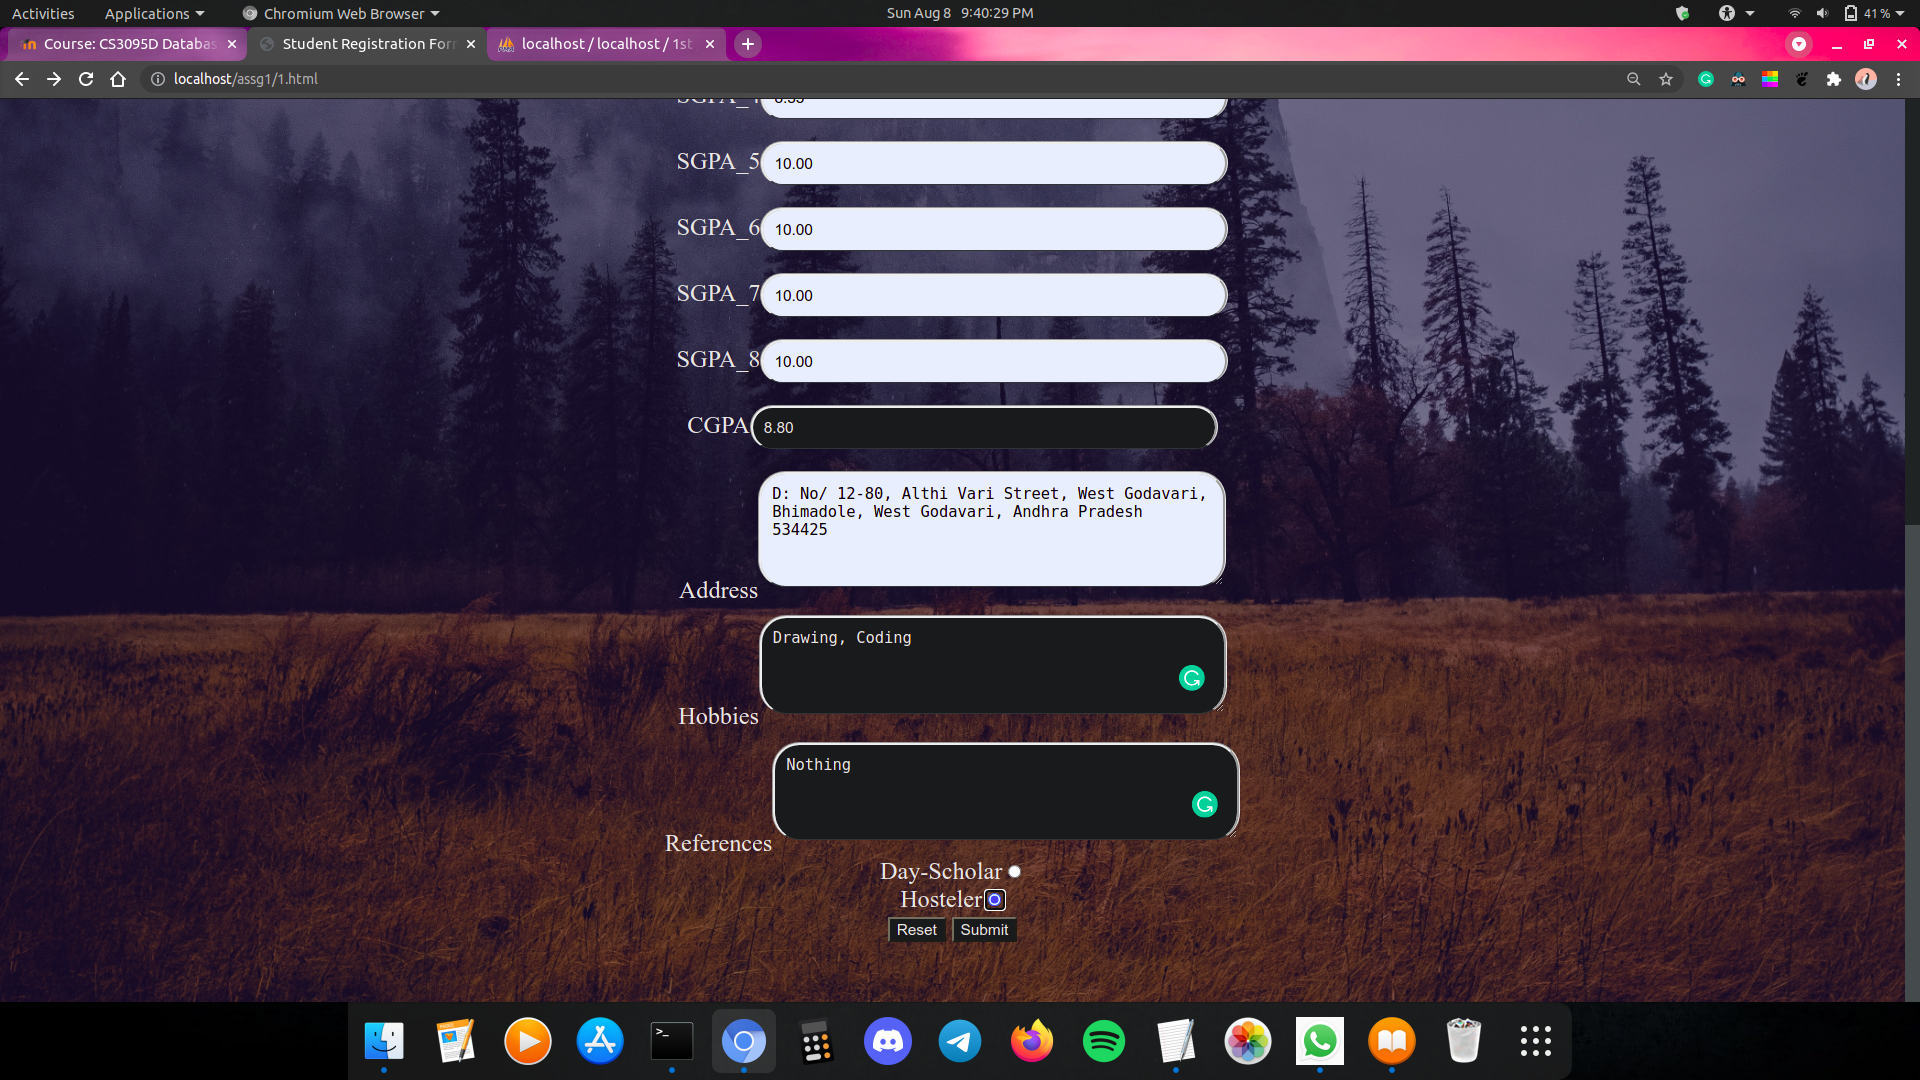 Activities Applications Chromium Web Browser Sun Aug 8 9:40:29 PM 41 %
Course: CS3095D Databas Student Registration For localhost / localhost / 1st
localhost/assg1/1.html
SGPA_5 10.00
SGPA_6 10.00
SGPA_7 10.00
SGPA_8 10.00
CGPA 8.80
D: No/ 12-80, Althi Vari Street, West Godavari,
Bhimadole, West Godavari, Andhra Pradesh
534425
Address
Drawing, Coding
Hobbies
Nothing
References
Day-Scholar
Hosteler
Reset Submit